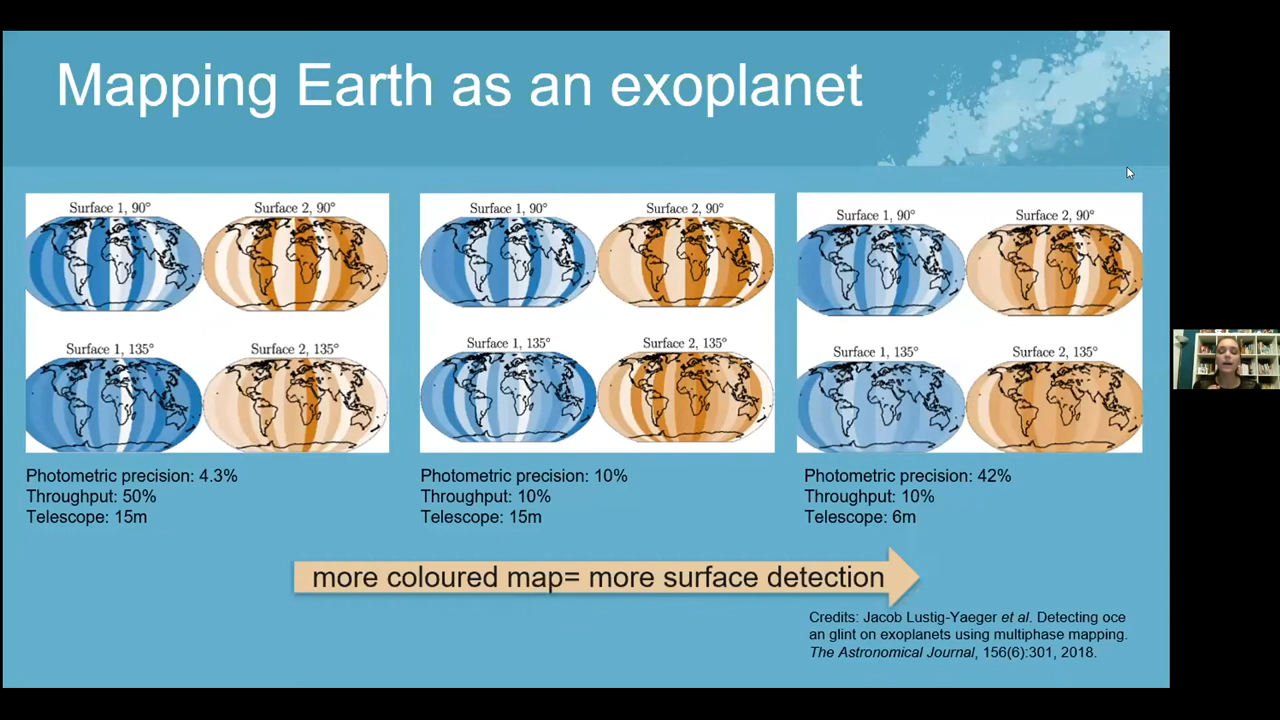 Mapping Earth as an exoplanet
Surface 1, 90°
Surface 2, 90°
Surface 1, 135°
Surface 2, 135°
Photometric precision: 4.3%
Throughput: 50%
Telescope: 15m
Surface 1, 90°
Surface 2, 90°
Surface 1, 135°
Surface 2, 135°
Photometric precision: 10%
Throughput: 10%
Telescope: 15m
Surface 1, 90°
Surface 2, 90°
Surface 1, 135°
Surface 2, 135°
Photometric precision: 42%
Throughput: 10%
Telescope: 6m
more coloured map= more surface detection
Credits: Jacob Lustig-Yaeger et al. Detecting oce
an glint on exoplanets using multiphase mapping.
The Astronomical Journal, 156(6):301, 2018.